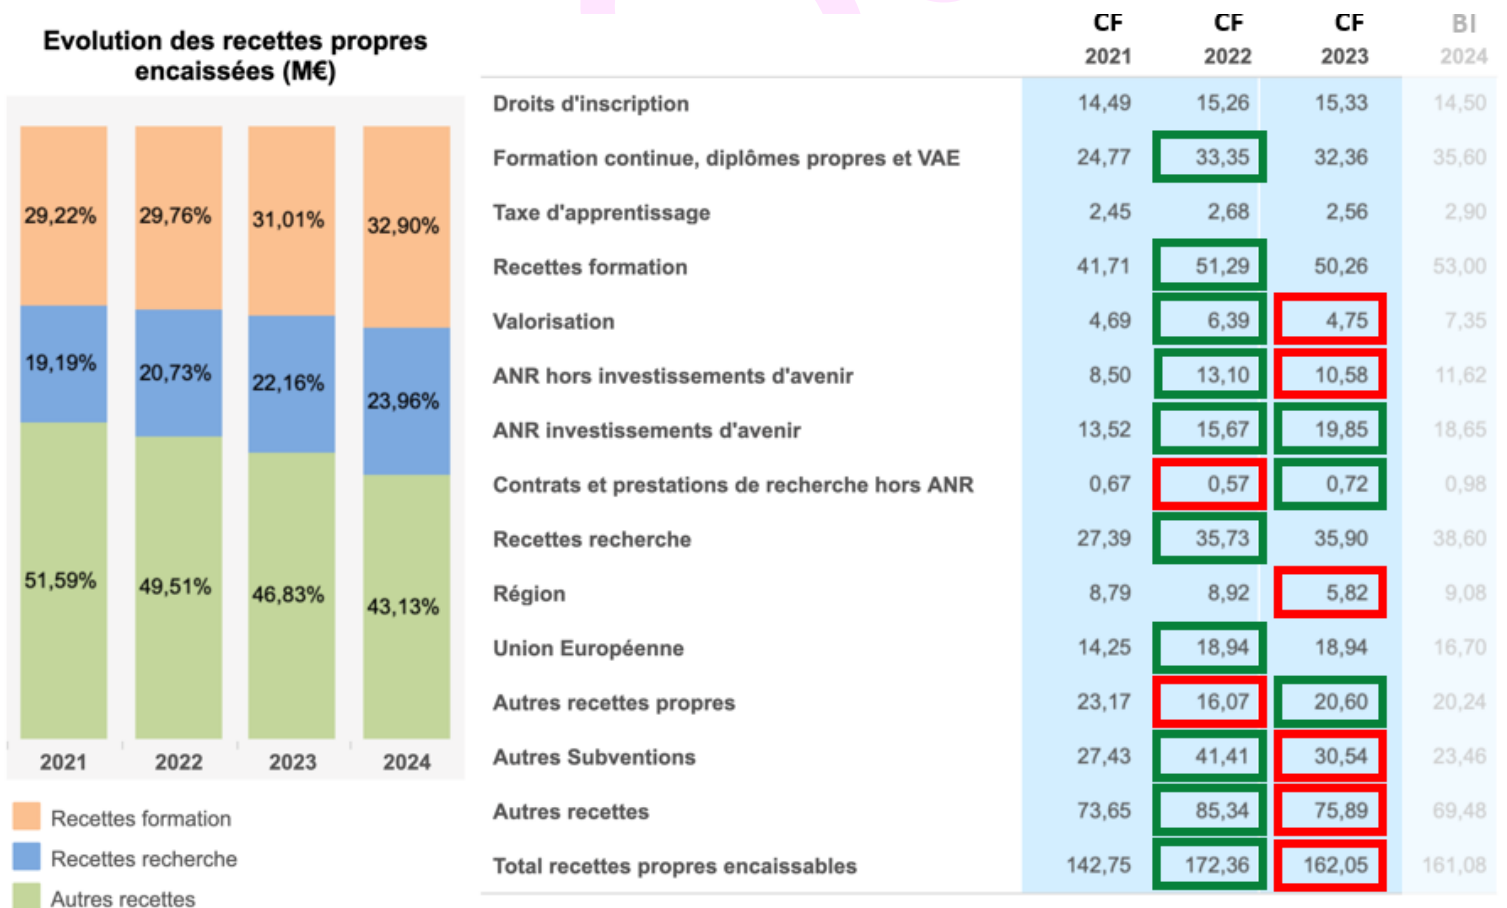 Evolution des recettes propres
encaissées (M€)
29,22% 29,76% 31,01% 32,90%
19,19% 20,73% 22,16% 23,96%
51,59% 49,51% 46,83% 43,13%
2021 2022 2023 2024
Recettes formation
Recettes recherche
Autres recettes
CF CF CF BI
2021 2022 2023 2024
Droits d'inscription 14,49 15,26 15,33 14,50
Formation continue, diplômes propres et VAE 24,77 33,35 32,36 35,60
Taxe d'apprentissage 2,45 2,68 2,56 2,90
Recettes formation 41,71 51,29 50,26 53,00
Valorisation 4,69 6,39 4,75 7,35
ANR hors investissements d'avenir 8,50 13,10 10,58 11,62
ANR investissements d'avenir 13,52 15,67 19,85 18,65
Contrats et prestations de recherche hors ANR 0,67 0,57 0,72 0,98
Recettes recherche 27,39 35,73 35,90 38,60
Région 8,79 8,92 5,82 9,08
Union Européenne 14,25 18,94 18,94 16,70
Autres recettes propres 23,17 16,07 20,60 20,24
Autres Subventions 27,43 41,41 30,54 23,46
Autres recettes 73,65 85,34 75,89 69,48
Total recettes propres encaissables 142,75 172,36 162,05 161,08